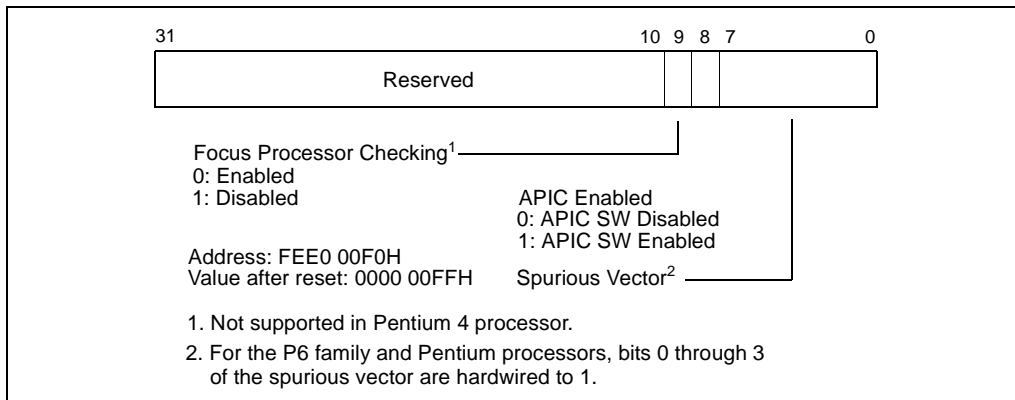 31 10 9 8 7 0
Reserved
Focus Processor Checking¹
0: Enabled
1: Disabled
APIC Enabled
0: APIC SW Disabled
1: APIC SW Enabled
Address: FEE0 00F0H
Value after reset: 0000 00FFH
Spurious Vector²
1. Not supported in Pentium 4 processor.
2. For the P6 family and Pentium processors, bits 0 through 3
of the spurious vector are hardwired to 1.